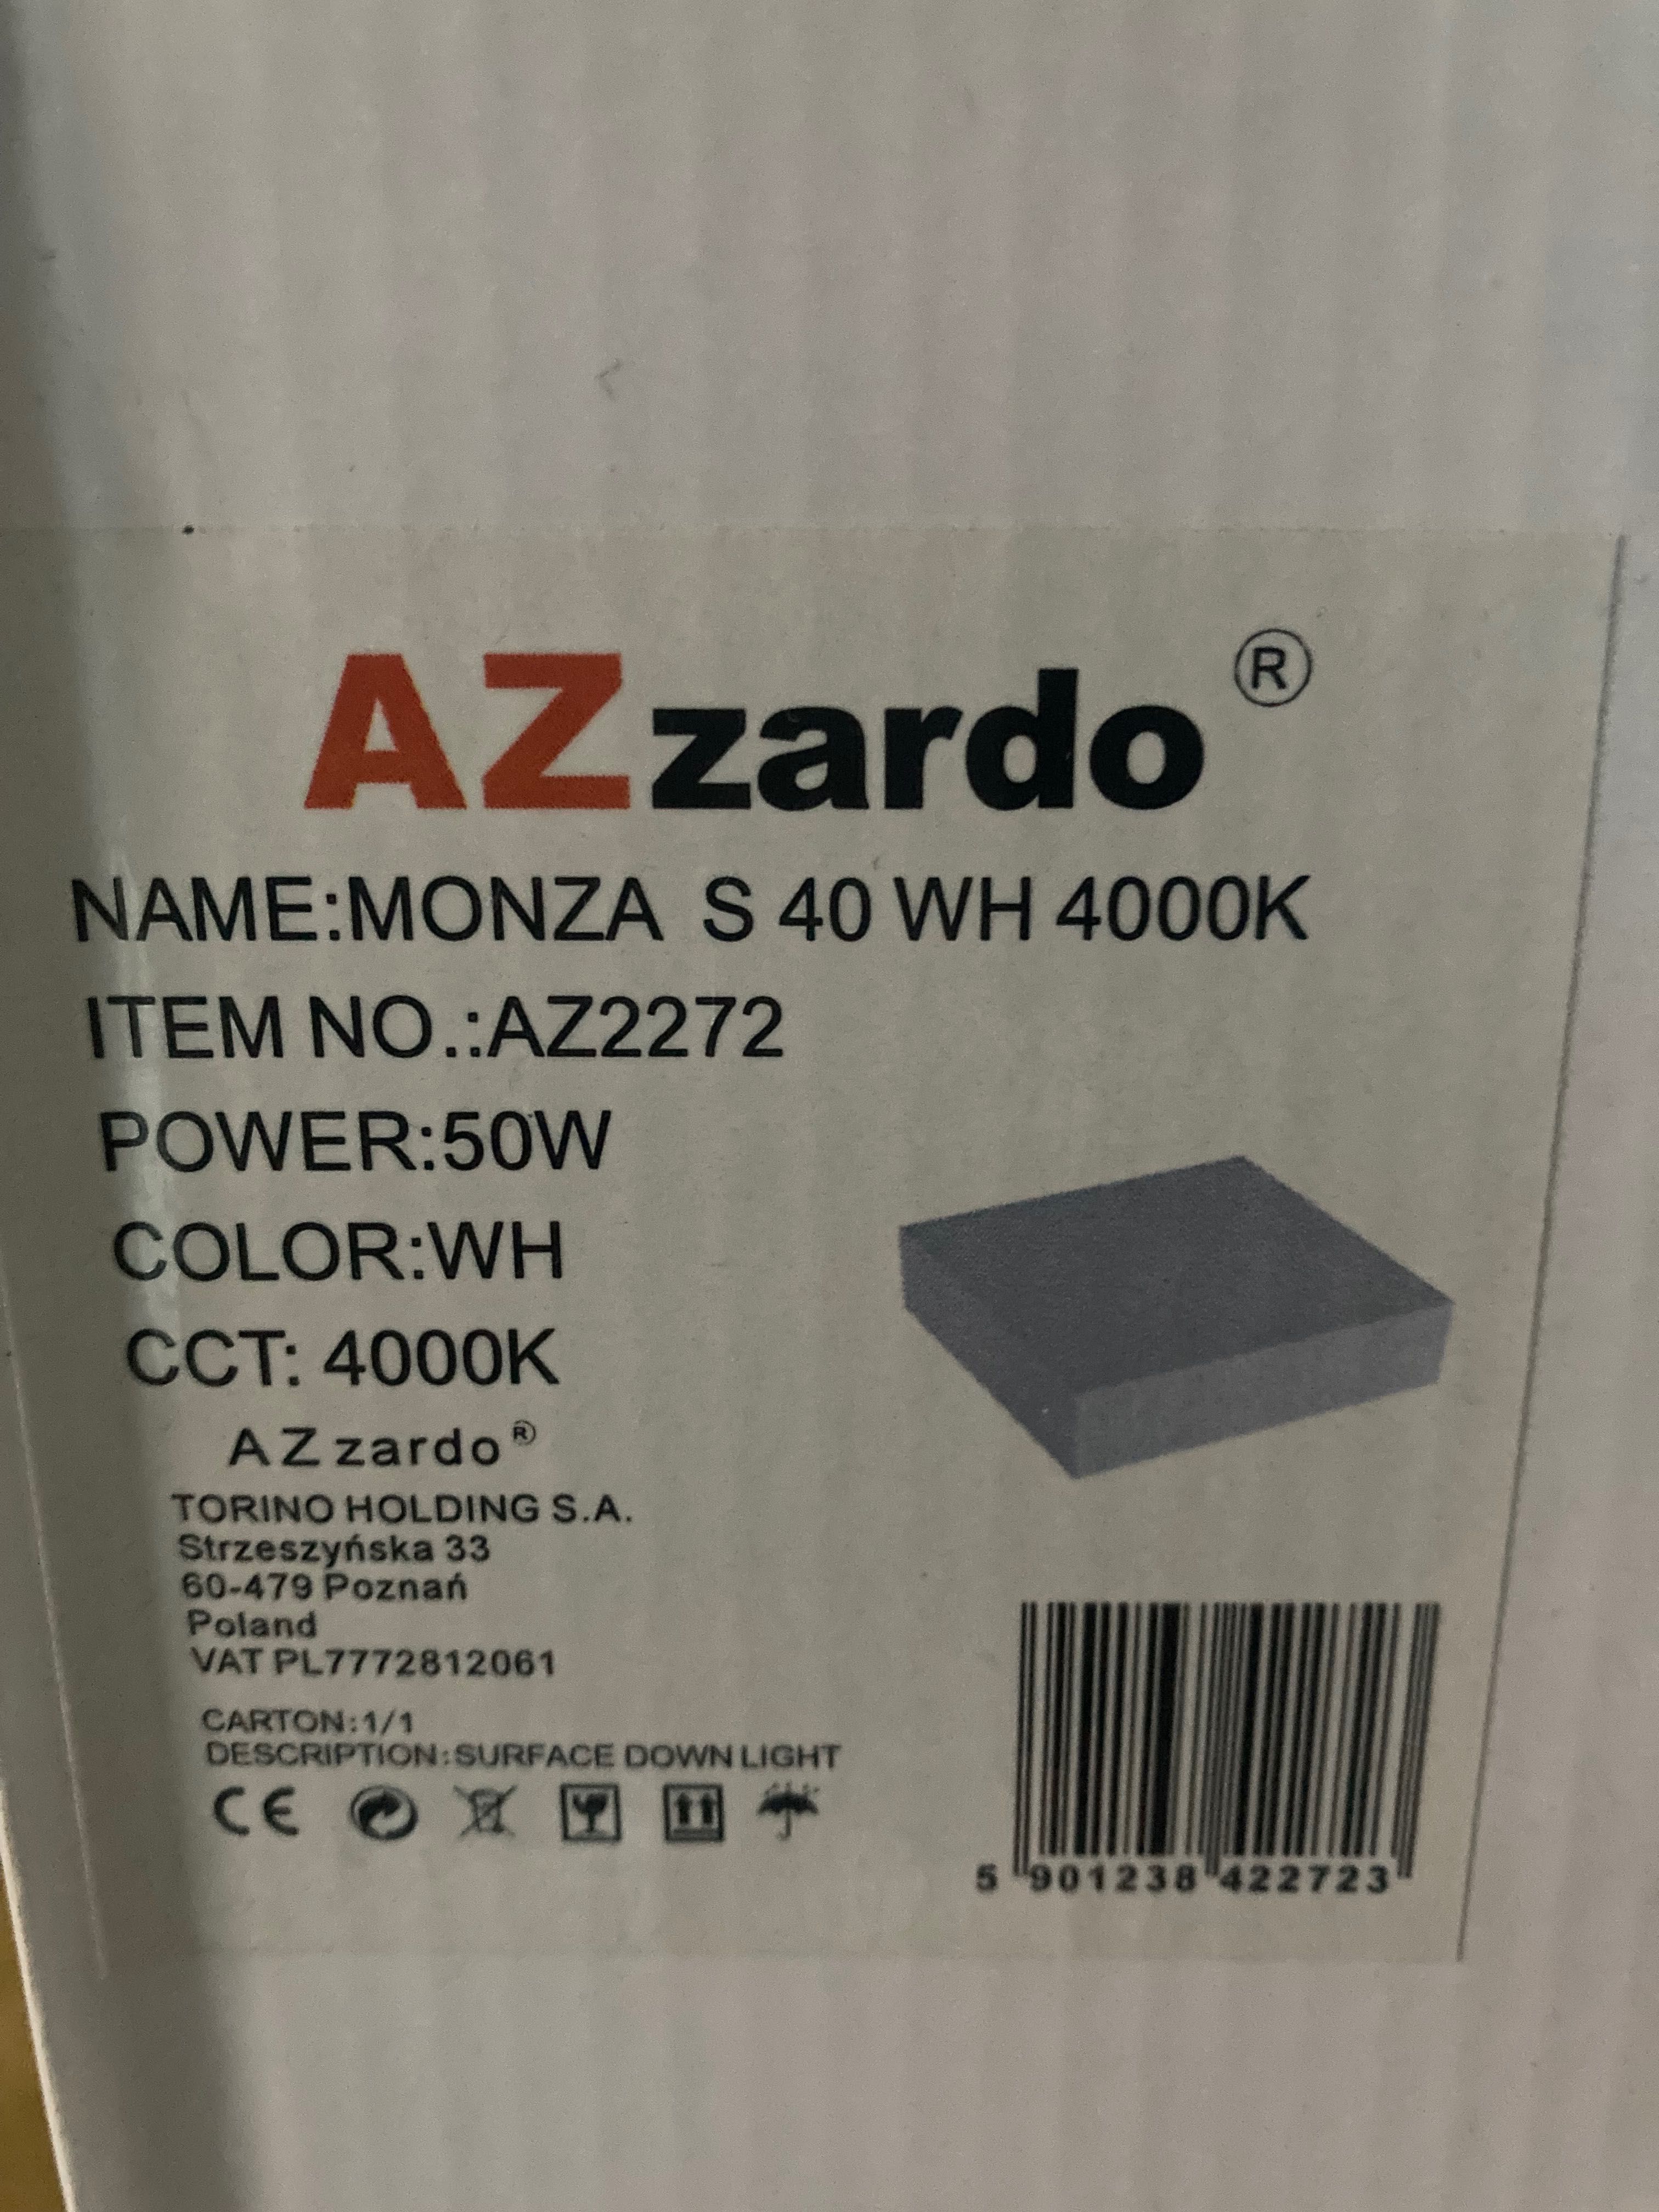 AZzardo ®
NAME:MONZA S 40 WH 4000K
ITEM NO.:AZ2272
POWER:50W
COLOR:WH
CCT: 4000K
AZzardo®
TORINO HOLDING S.A.
Strzeszyńska 33
60-479 Poznań
Poland
VAT PL7772812061
CARTON:1/1
DESCRIPTION:SURFACE DOWN LIGHT
CE
5 901238 422723